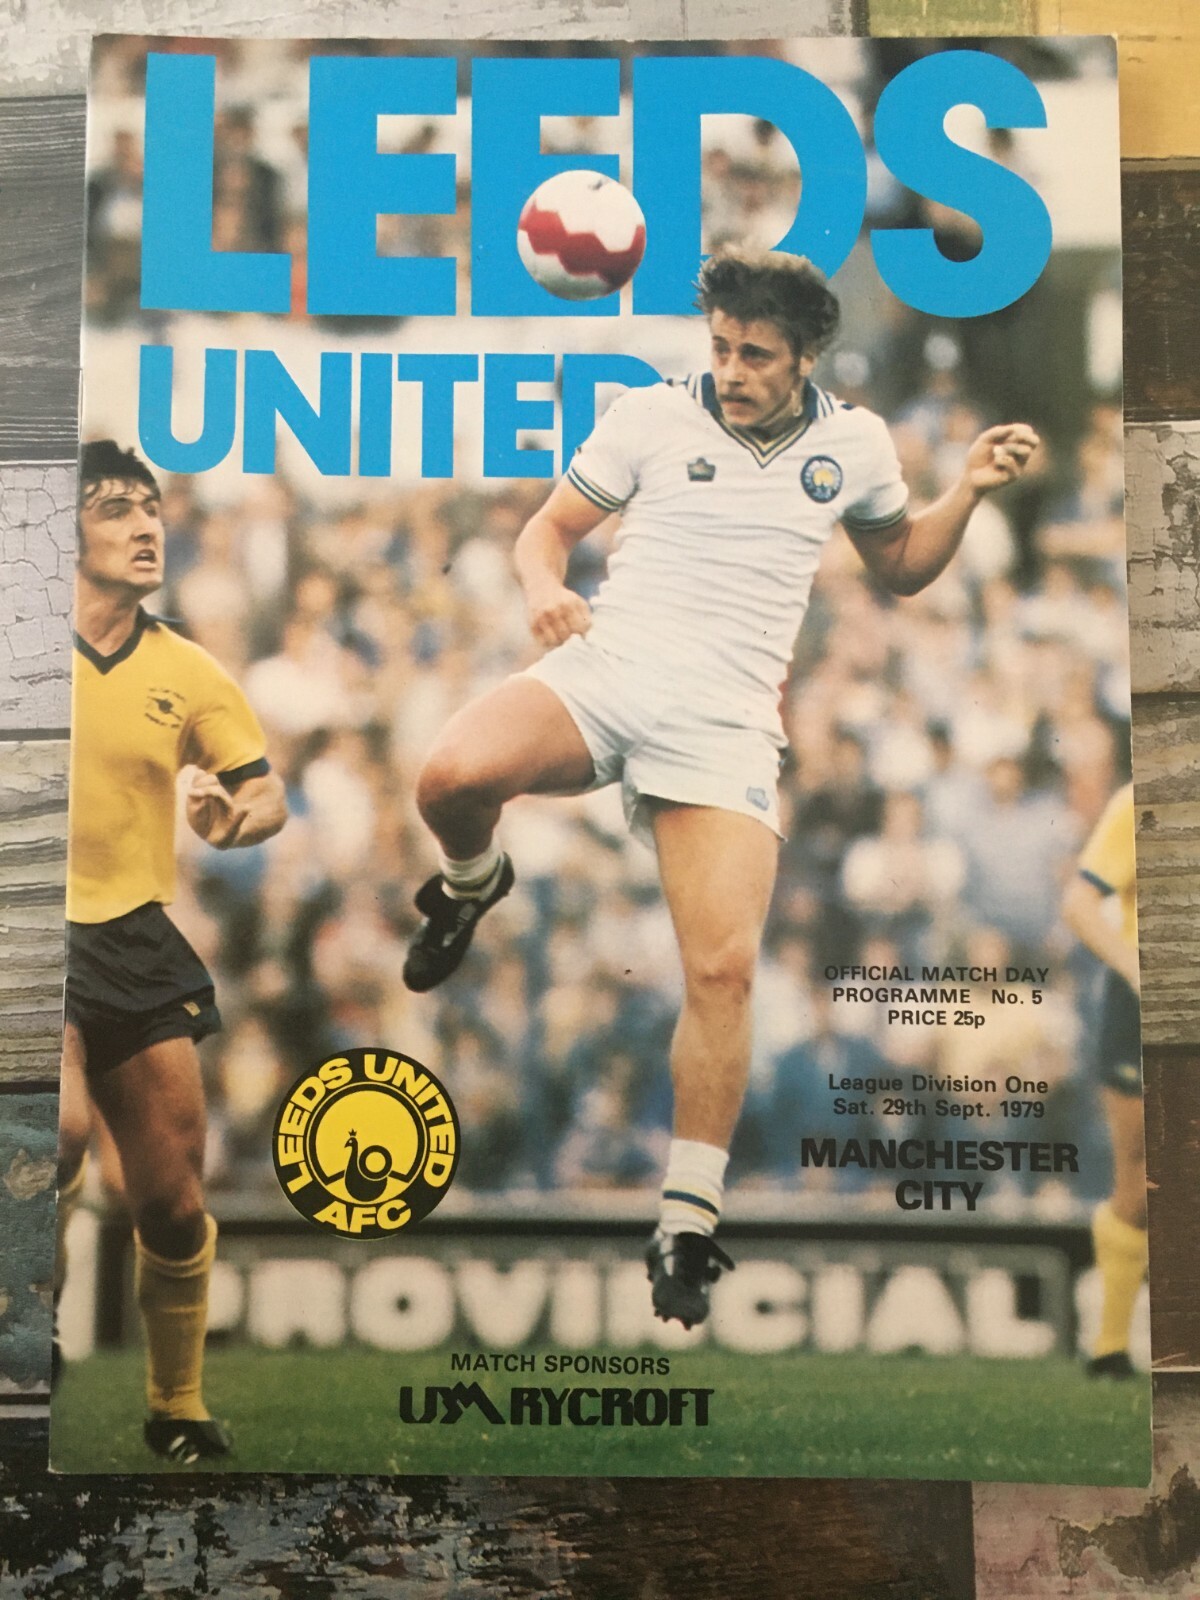 LEEDS
UNITED
OFFICIAL MATCH DAY
PROGRAMME No. 5
PRICE 25p
League Division One
Sat. 29th Sept. 1979
MANCHESTER
CITY
LEEDS UNITED
AFC
PROVINCIAL
MATCH SPONSORS
RYCROFT